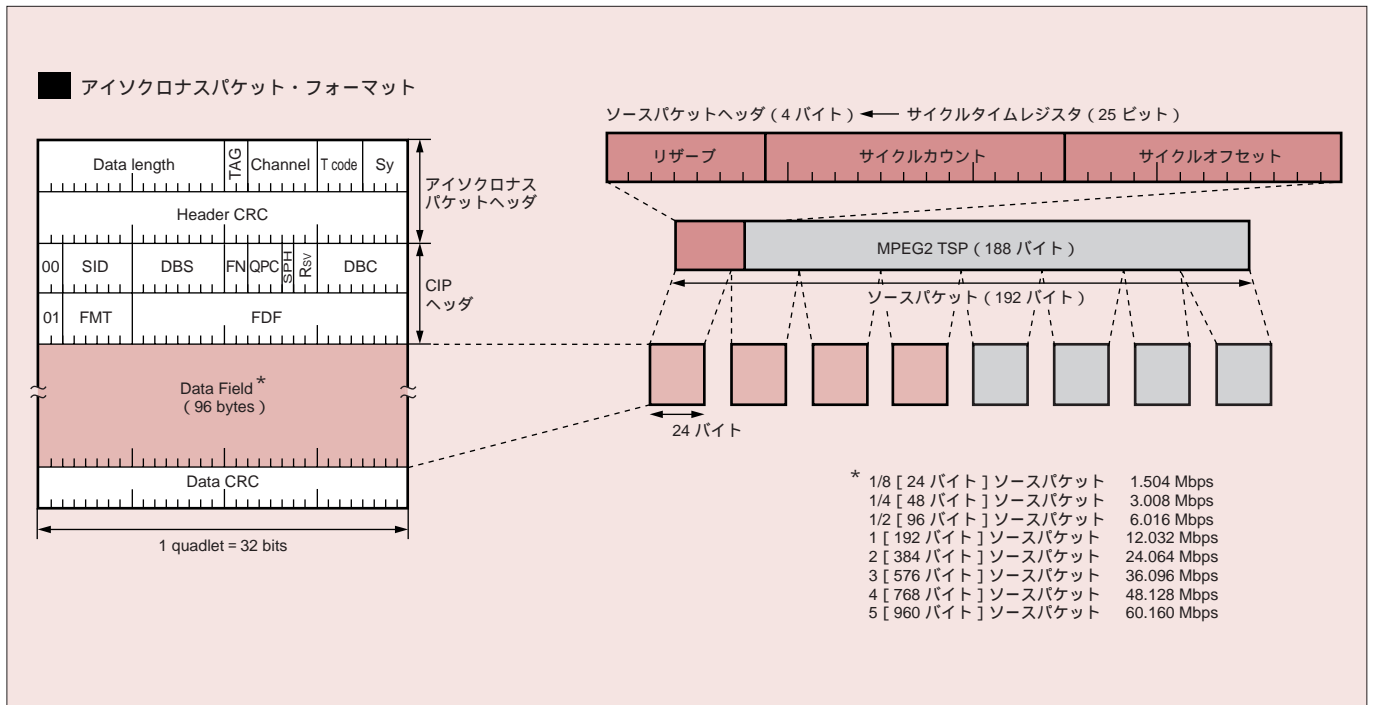 アイソクロナスパケット・フォーマット
Data length TAG Channel T code Sy
Header CRC
00 SID DBS FN QPC SPH Rsv DBC
01 FMT FDF
Data Field *
( 96 bytes )
Data CRC
1 quadlet = 32 bits
アイソクロナス
パケットヘッダ
CIP
ヘッダ
ソースパケットヘッダ ( 4 バイト ) サイクルタイムレジスタ ( 25 ビット )
リザーブ サイクルカウント サイクルオフセット
MPEG2 TSP ( 188 バイト )
ソースパケット ( 192 バイト )
24 バイト
* 1/8 [ 24 バイト ] ソースパケット 1.504 Mbps
1/4 [ 48 バイト ] ソースパケット 3.008 Mbps
1/2 [ 96 バイト ] ソースパケット 6.016 Mbps
1 [ 192 バイト ] ソースパケット 12.032 Mbps
2 [ 384 バイト ] ソースパケット 24.064 Mbps
3 [ 576 バイト ] ソースパケット 36.096 Mbps
4 [ 768 バイト ] ソースパケット 48.128 Mbps
5 [ 960 バイト ] ソースパケット 60.160 Mbps